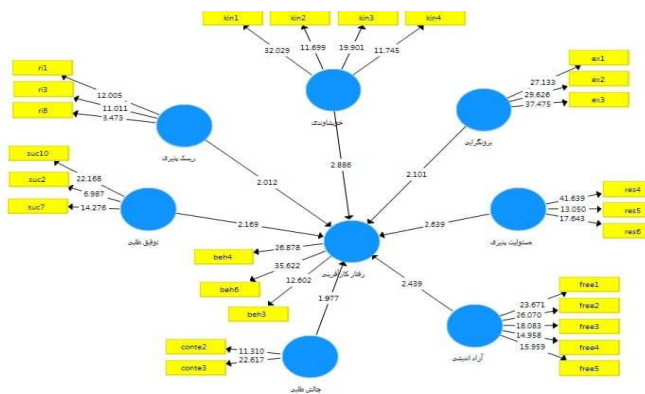 kin1
kin2
kin3
kin4
32.029
11.699
19.901
11.745
خویشاوندی
ri1
ri3
ri8
12.005
11.011
3.473
ریسک پذیری
ex1
ex2
ex3
27.133
29.626
37.475
برونگرایی
2.886
2.012
2.101
suc10
suc2
suc7
22.168
6.987
14.276
توفیق طلبی
2.169
2.639
res4
res5
res6
41.639
13.050
17.643
مسئولیت پذیری
رفتار کارآفرینی
beh4
beh6
beh3
26.878
35.622
12.602
1.977
2.439
free1
free2
free3
free4
free5
23.671
26.070
18.083
14.958
15.959
آزاد اندیشی
conte2
conte3
11.310
22.617
چالش طلبی